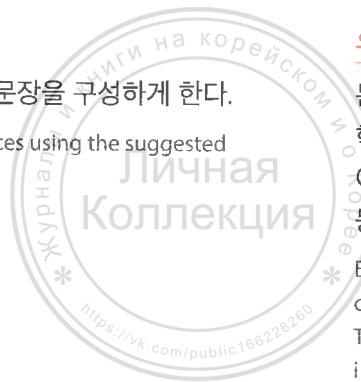 문장을 구성하게 한다.
ces using the suggested
Журналы и книги на корейском и о Корее
Личная
Коллекция
https://vk.com/public166228260